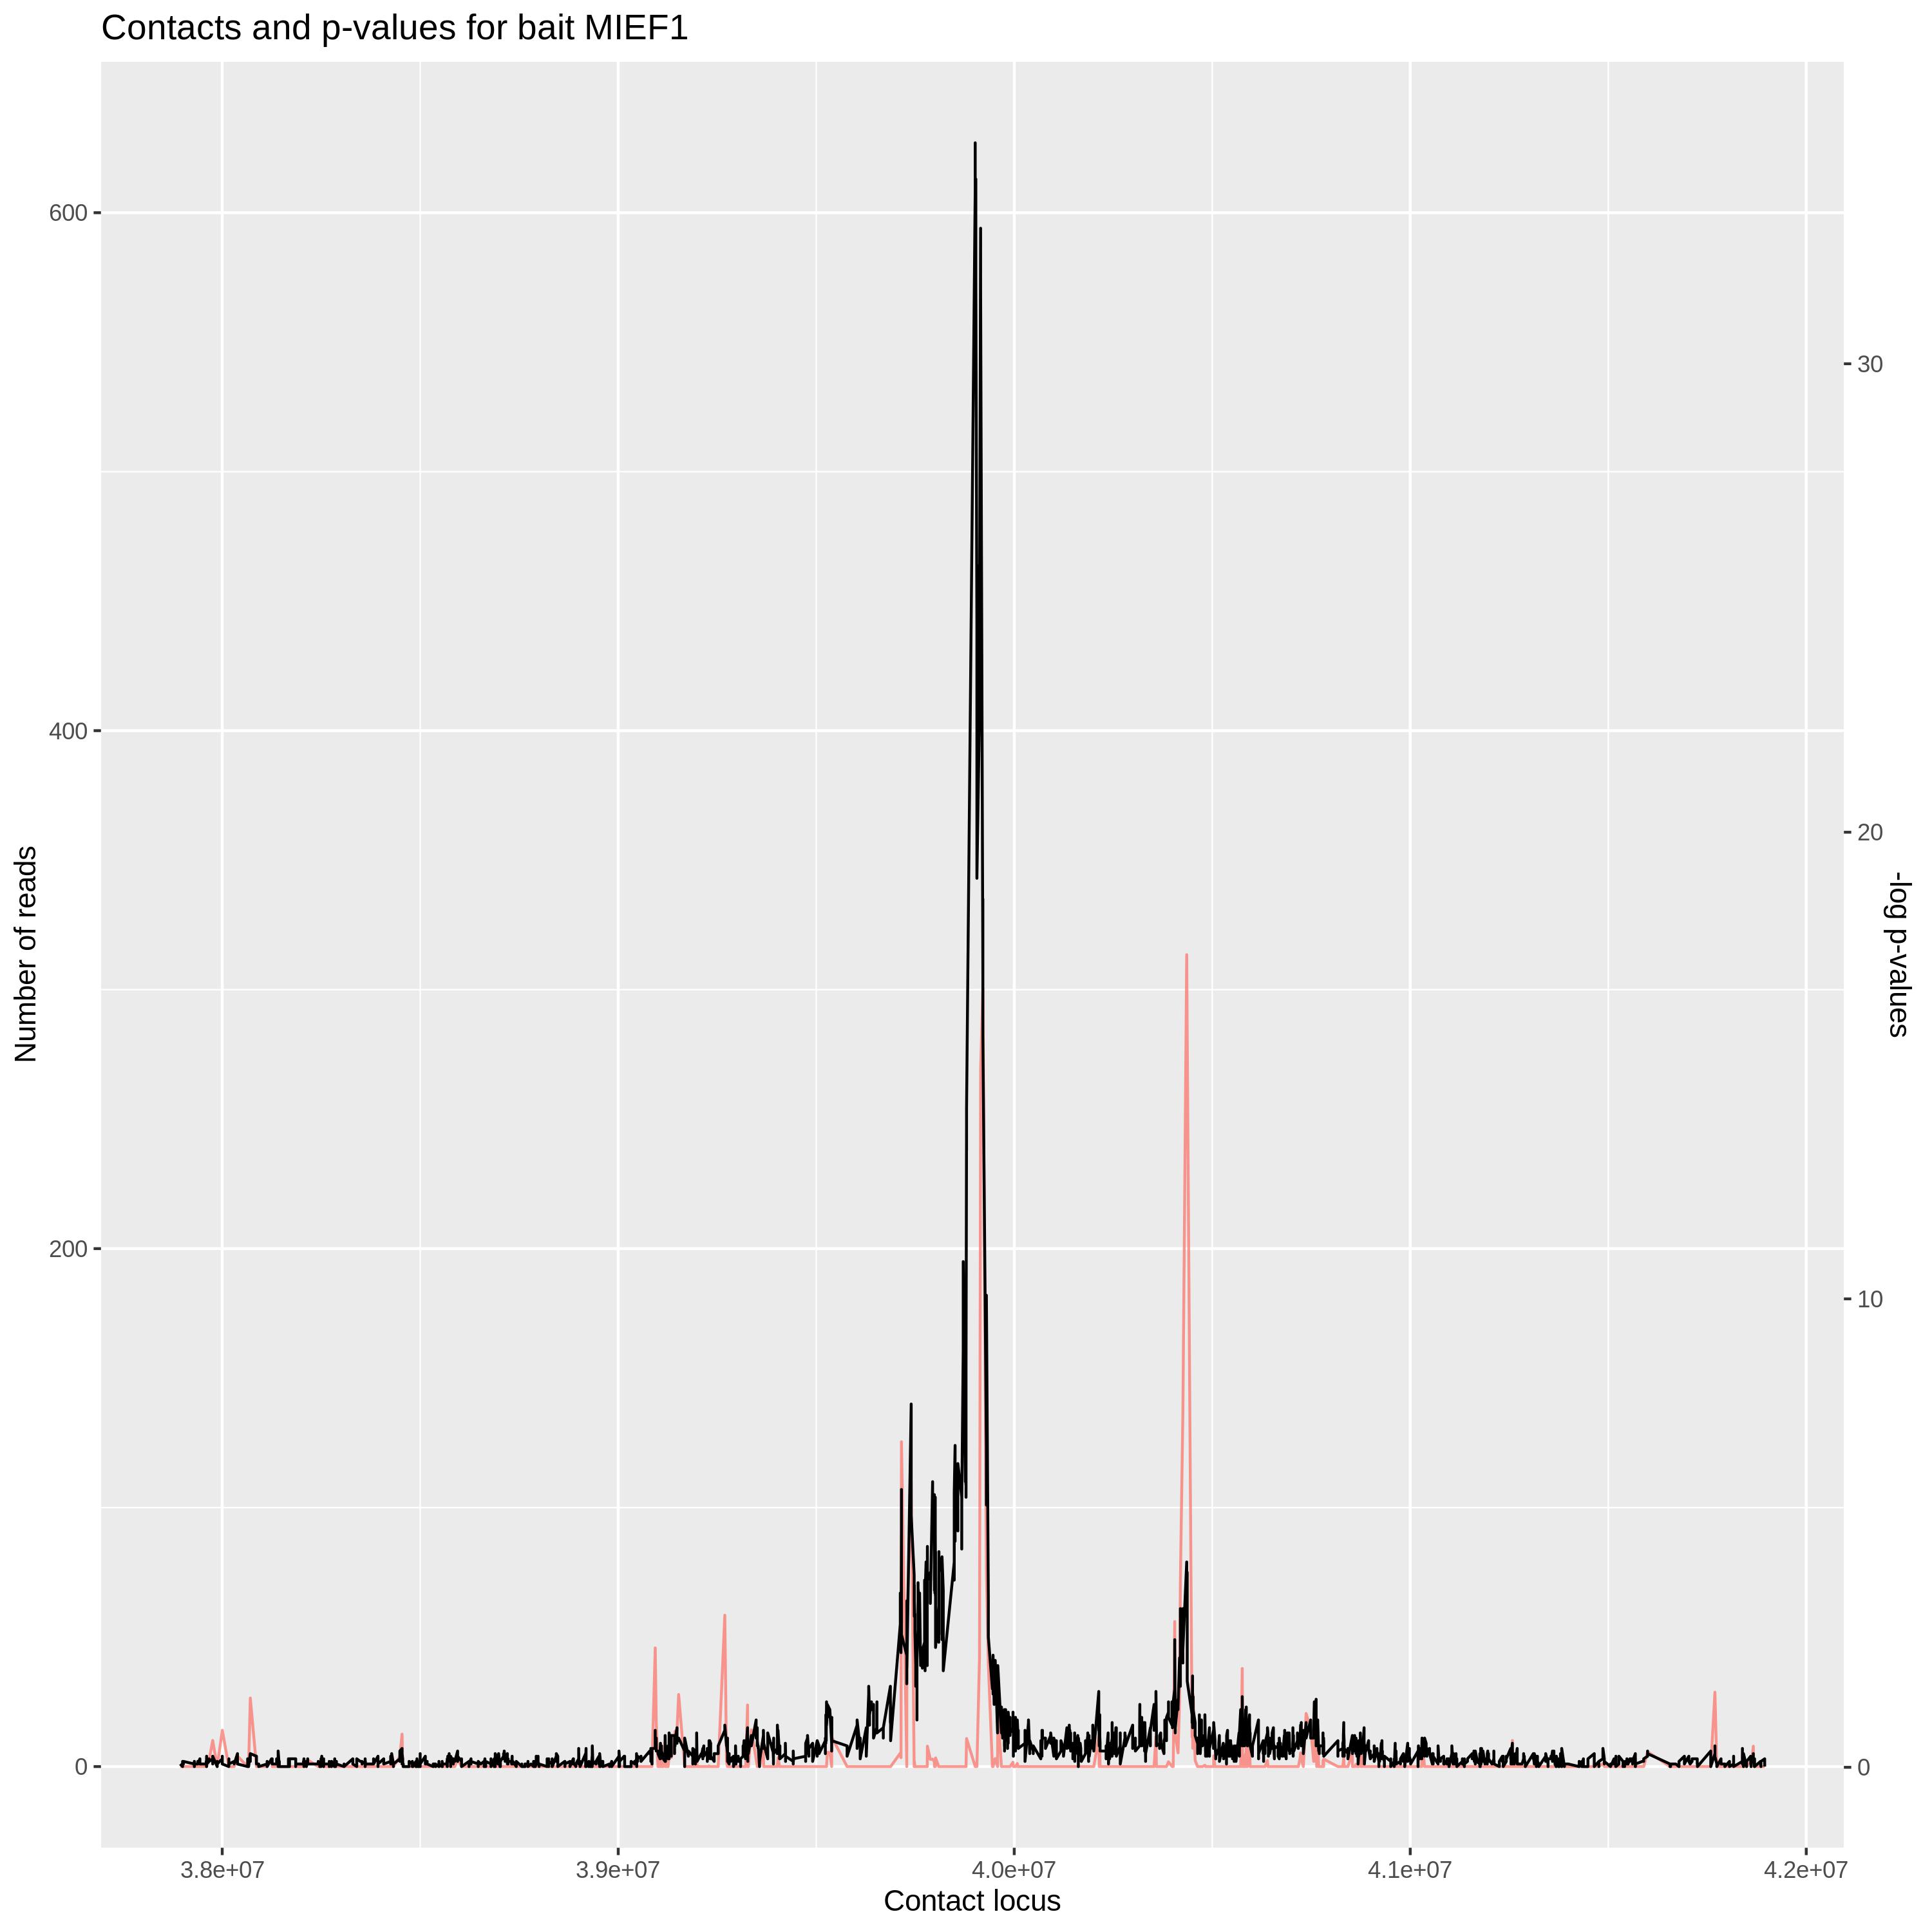 Contacts and p-values for bait MIEF1
Number of reads
600
400
200
0
30
20
10
0
-log p-values
3.8e+07
3.9e+07
4.0e+07
4.1e+07
4.2e+07
Contact locus